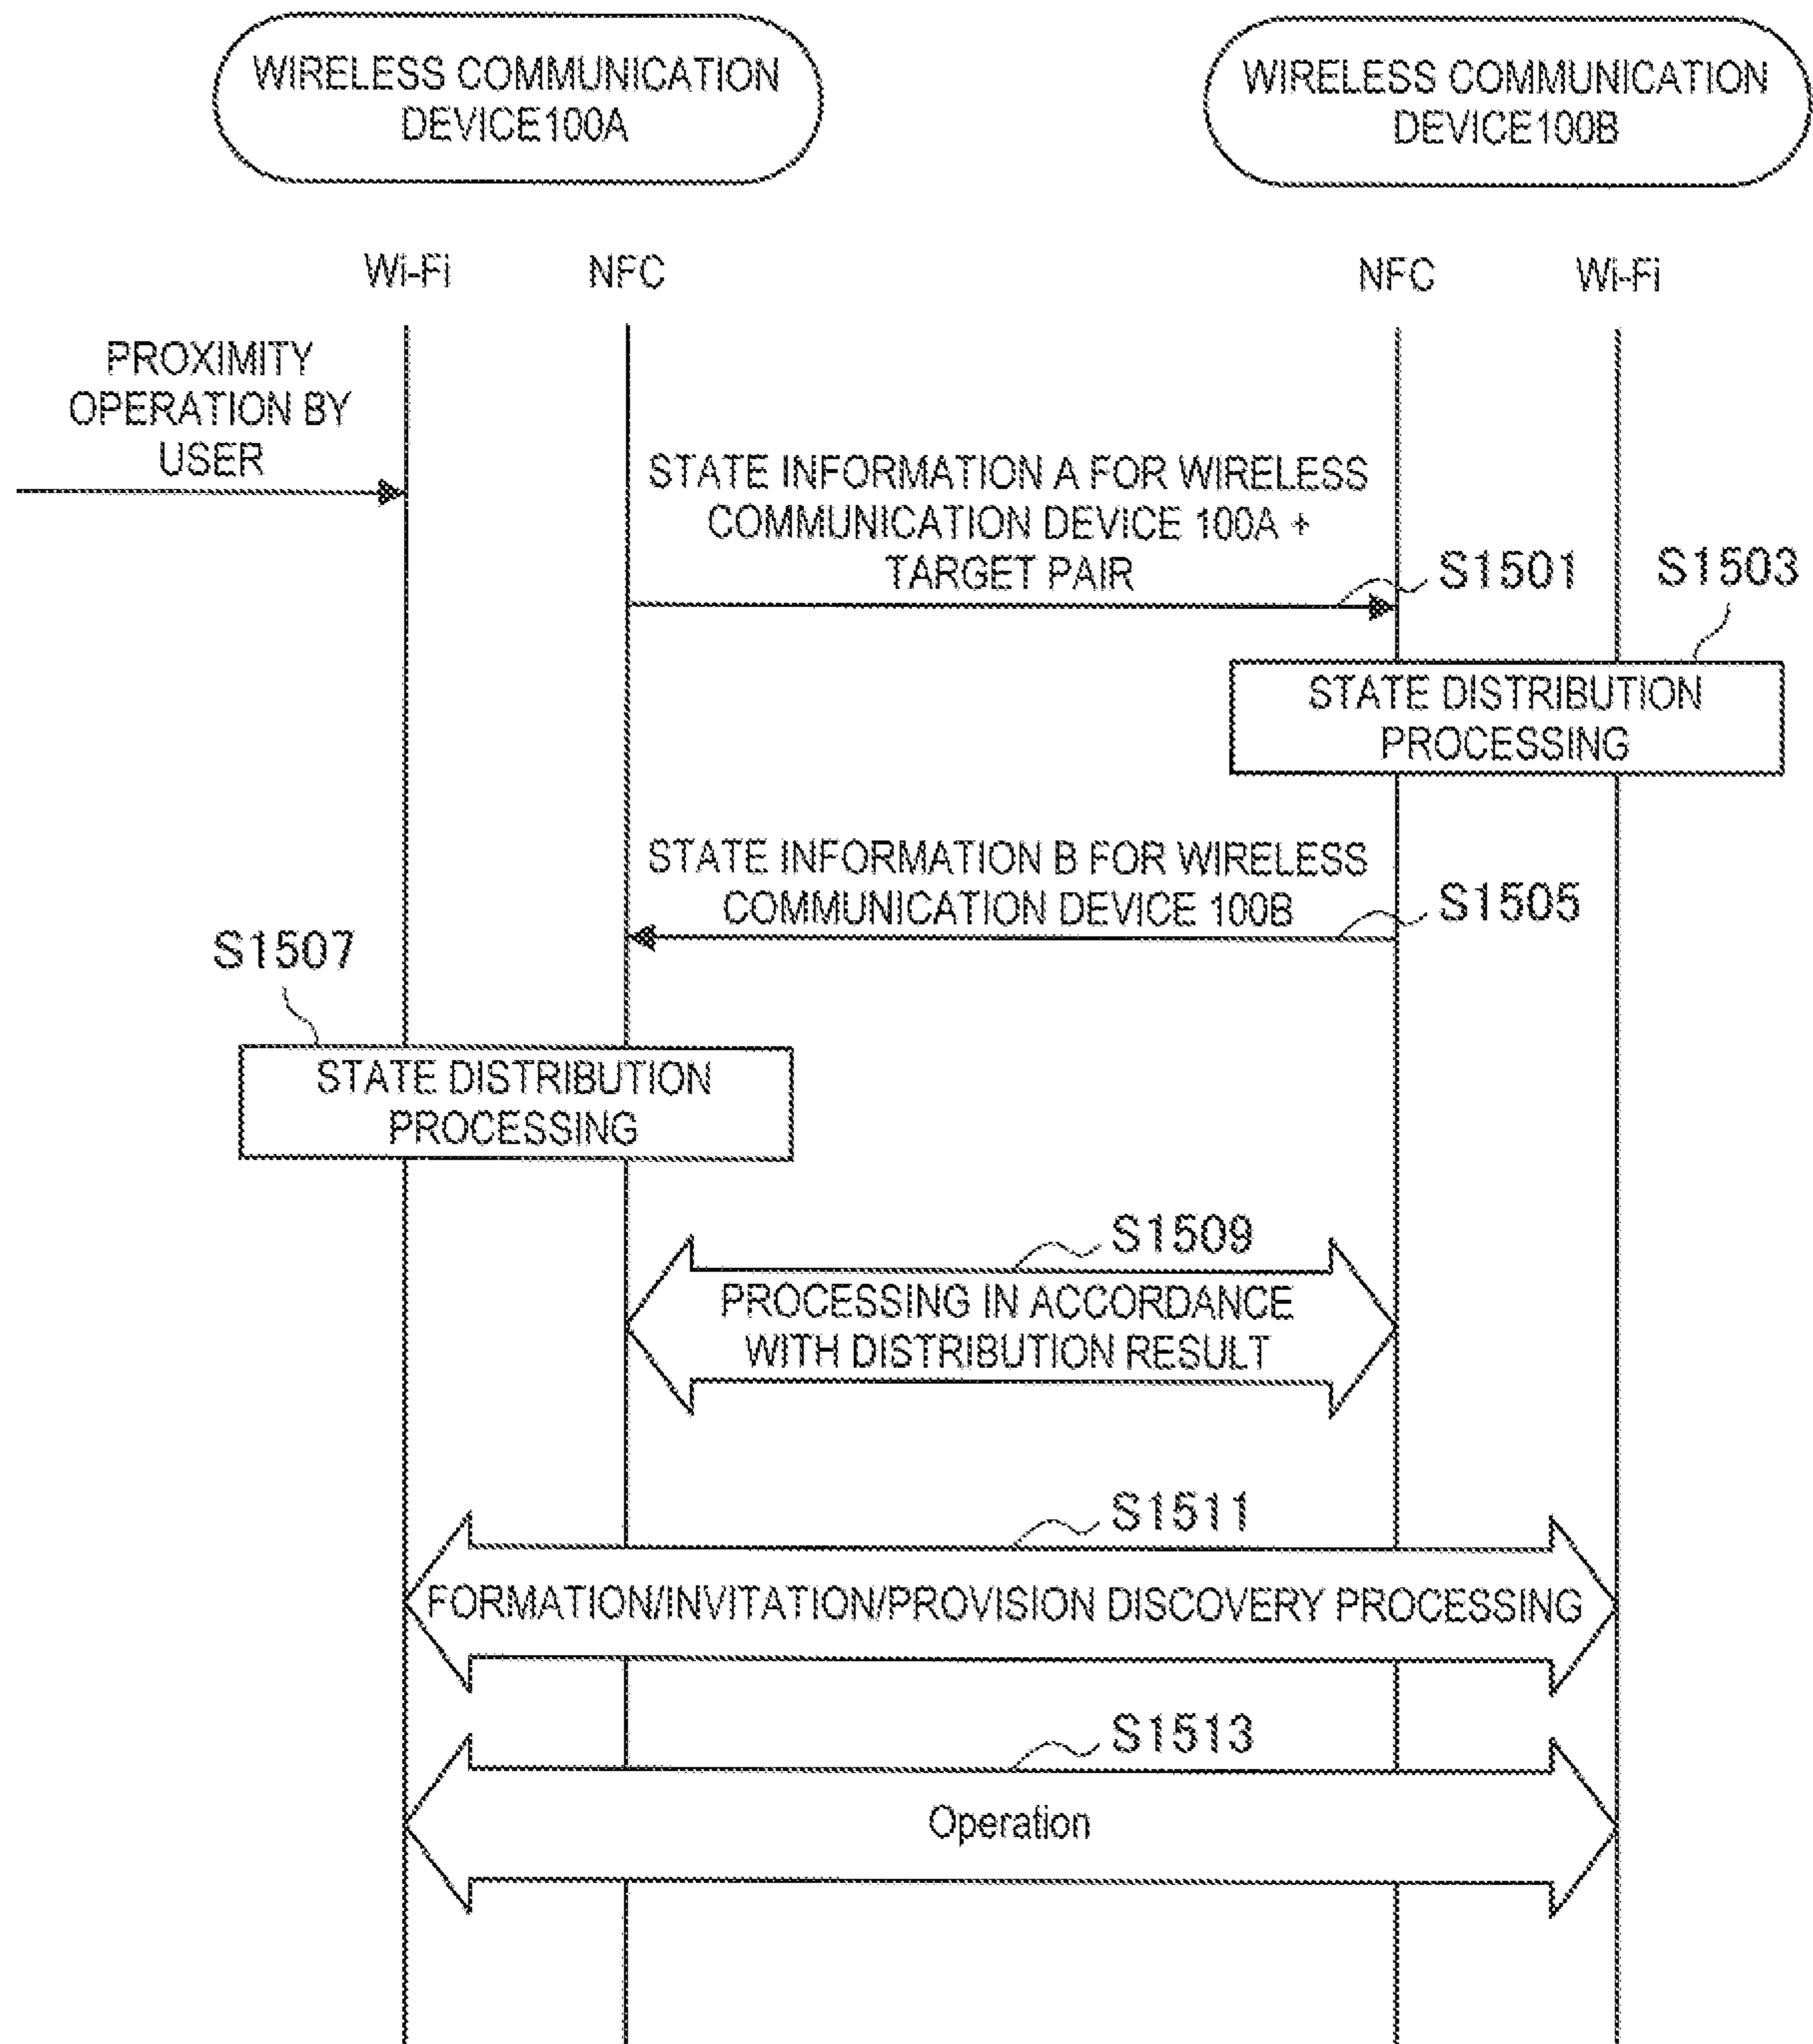 WIRELESS COMMUNICATION
DEVICE100A
WIRELESS COMMUNICATION
DEVICE100B
Wi-Fi
NFC
NFC
Wi-Fi
PROXIMITY
OPERATION BY
USER
STATE INFORMATION A FOR WIRELESS
COMMUNICATION DEVICE 100A +
TARGET PAIR
S1501
S1503
STATE DISTRIBUTION
PROCESSING
STATE INFORMATION B FOR WIRELESS
COMMUNICATION DEVICE 100B
S1505
S1507
STATE DISTRIBUTION
PROCESSING
S1509
PROCESSING IN ACCORDANCE
WITH DISTRIBUTION RESULT
S1511
FORMATION/INVITATION/PROVISION DISCOVERY PROCESSING
S1513
Operation